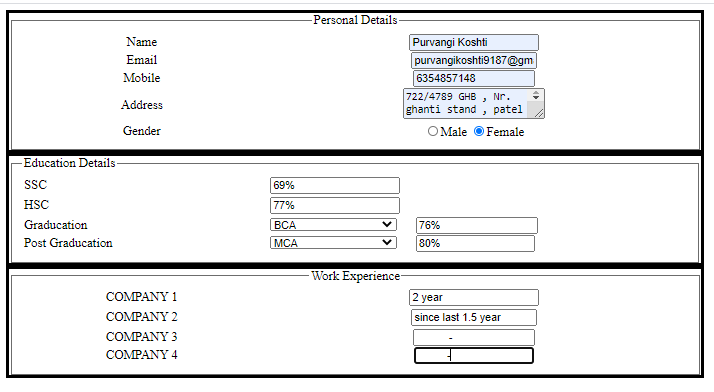 Personal Details
Name Purvangi Koshti
Email purvangikoshti9187@gm
Mobile 6354857148
Address 722/4789 GHB , Nr.
ghanti stand , patel
Gender Male Female
Education Details
SSC 69%
HSC 77%
Graducation BCA 76%
Post Graducation MCA 80%
Work Experience
COMPANY 1 2 year
COMPANY 2 since last 1.5 year
COMPANY 3 -
COMPANY 4 -